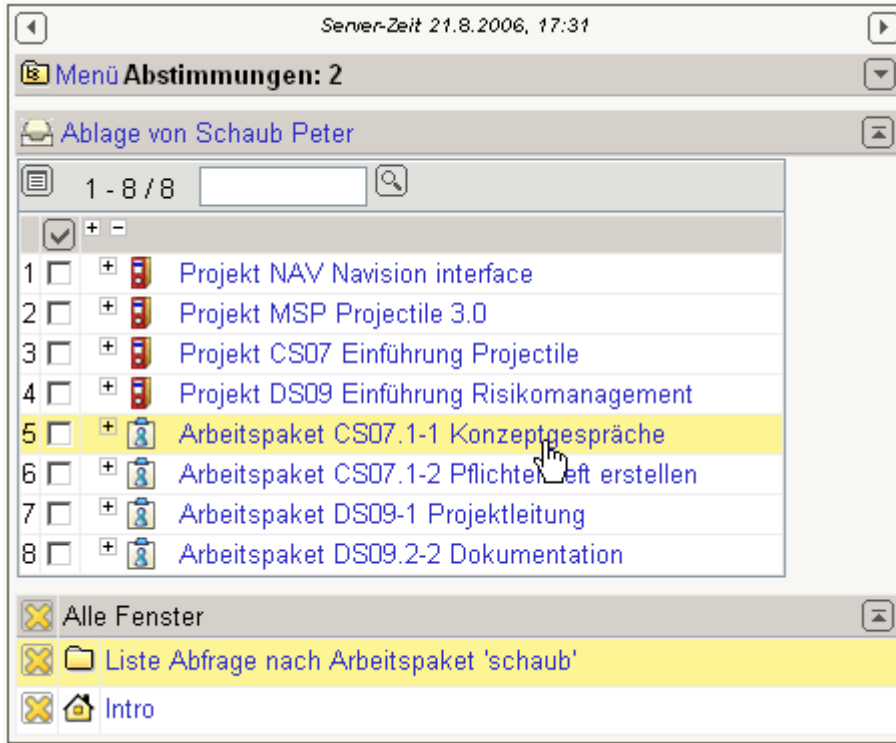 Server-Zeit 21.8.2006, 17:31
Menü Abstimmungen: 2
Ablage von Schaub Peter
1 - 8 / 8
1 Projekt NAV Navision interface
2 Projekt MSP Projectile 3.0
3 Projekt CS07 Einführung Projectile
4 Projekt DS09 Einführung Risikomanagement
5 Arbeitspaket CS07.1-1 Konzeptgespräche
6 Arbeitspaket CS07.1-2 Pflichtenheft erstellen
7 Arbeitspaket DS09-1 Projektleitung
8 Arbeitspaket DS09.2-2 Dokumentation
Alle Fenster
Liste Abfrage nach Arbeitspaket 'schaub'
Intro